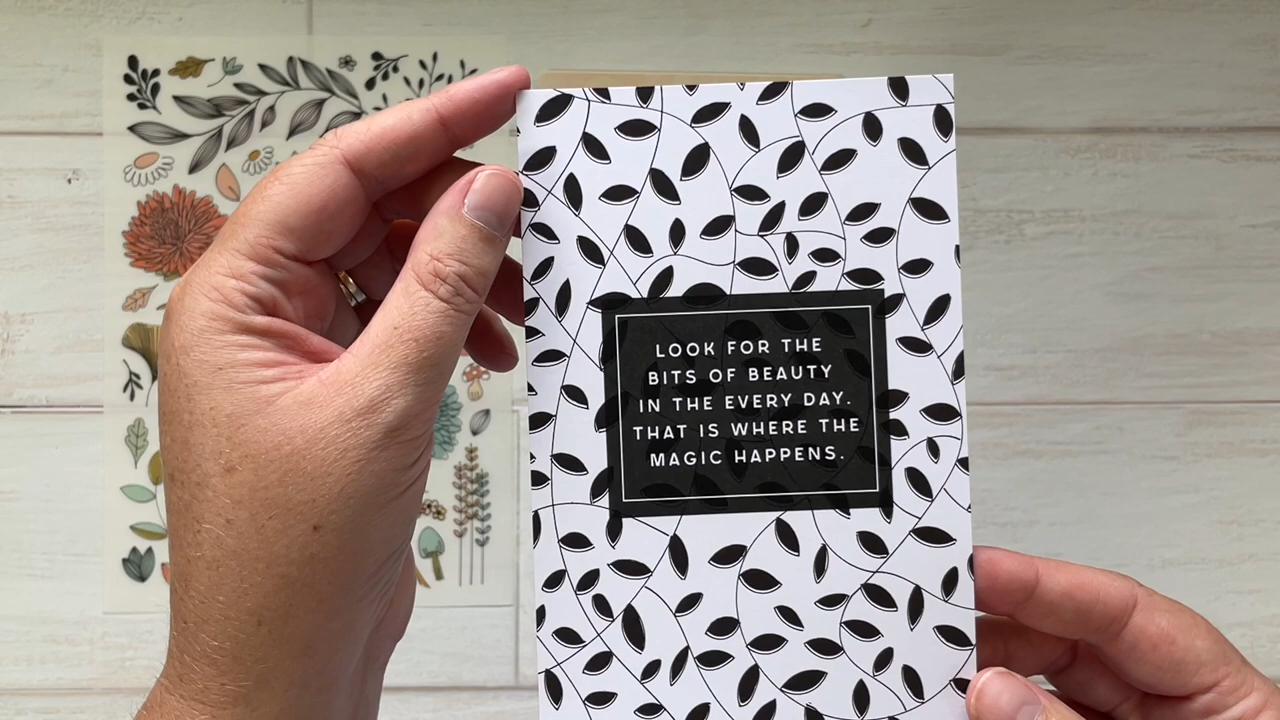 LOOK FOR THE
BITS OF BEAUTY
IN THE EVERY DAY.
THAT IS WHERE THE
MAGIC HAPPENS.